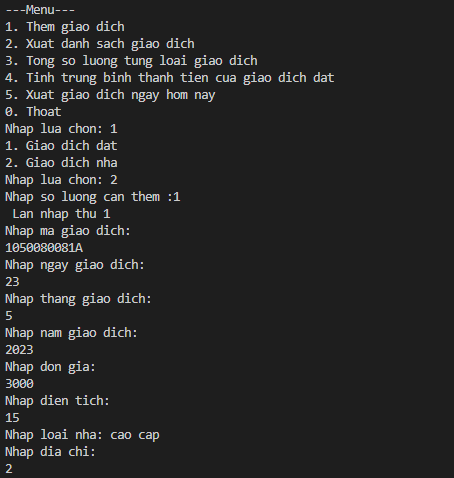 ---Menu---
1. Them giao dich
2. Xuat danh sach giao dich
3. Tong so luong tung loai giao dich
4. Tinh trung binh thanh tien cua giao dich dat
5. Xuat giao dich ngay hom nay
0. Thoat
Nhap lua chon: 1
1. Giao dich dat
2. Giao dich nha
Nhap lua chon: 2
Nhap so luong can them :1
 Lan nhap thu 1
Nhap ma giao dich:
1050080081A
Nhap ngay giao dich:
23
Nhap thang giao dich:
5
Nhap nam giao dich:
2023
Nhap don gia:
3000
Nhap dien tich:
15
Nhap loai nha: cao cap
Nhap dia chi:
2